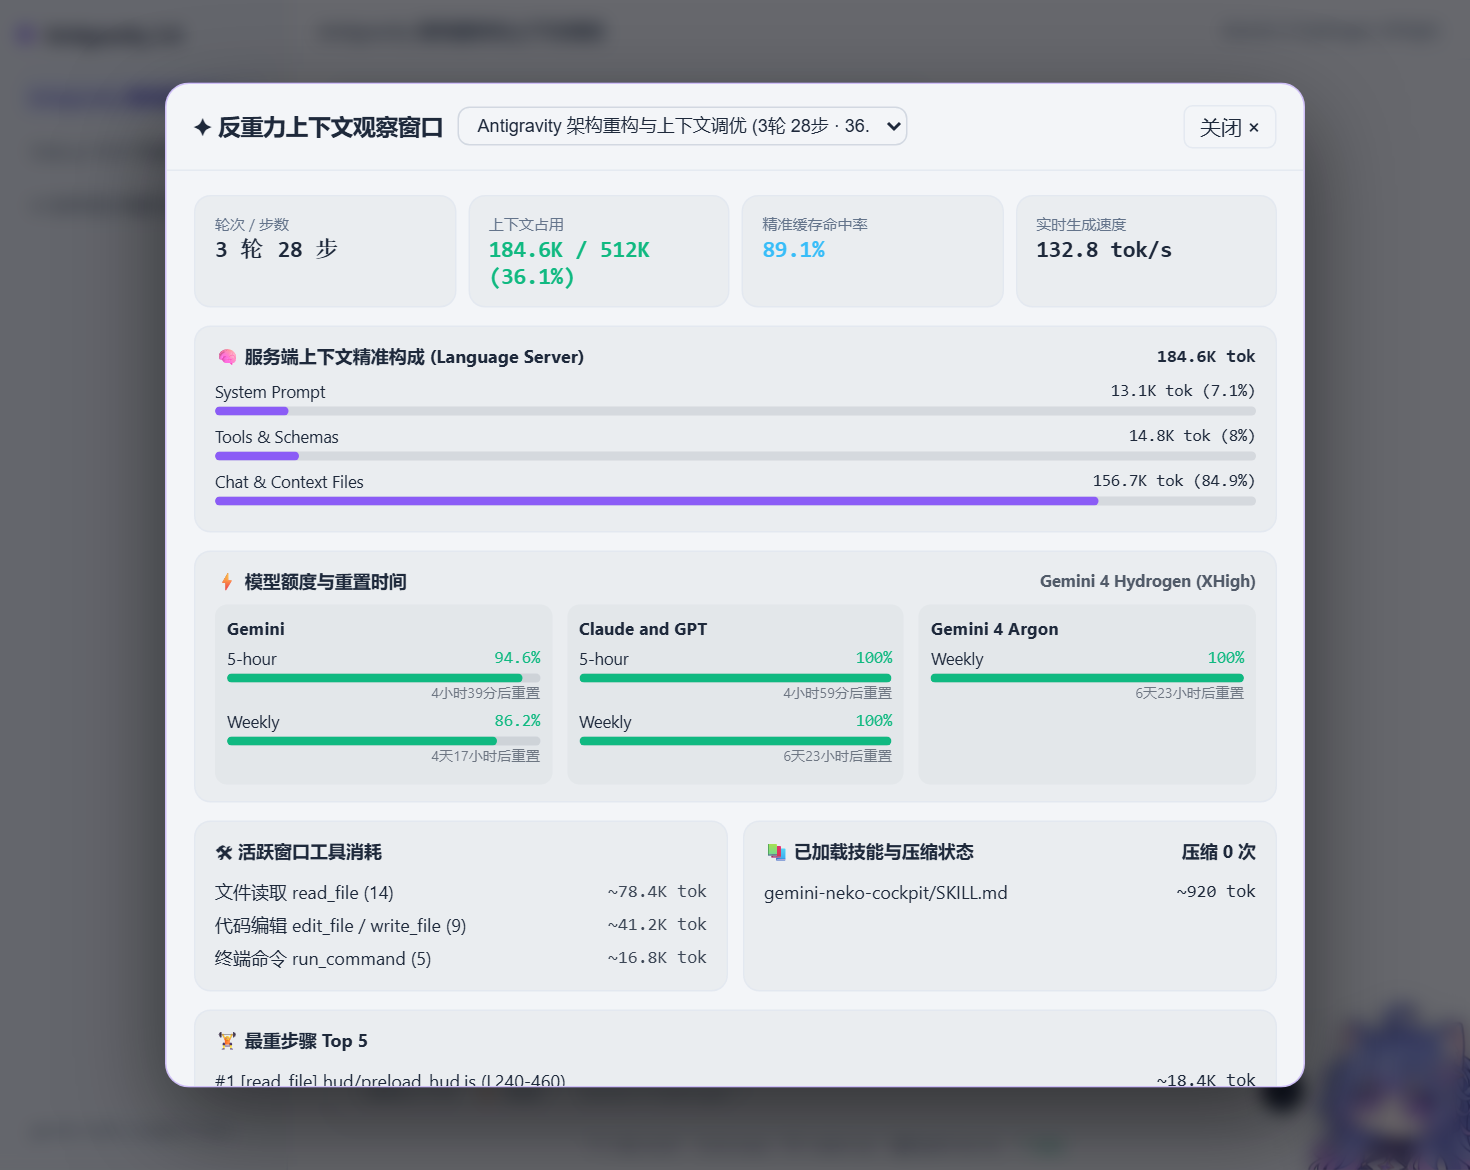 ✦ 反重力上下文观察窗口
Antigravity 架构重构与上下文调优 (3轮 28步 · 36.
关闭 ×
轮次 / 步数
3 轮 28 步
上下文占用
184.6K / 512K
(36.1%)
精准缓存命中率
89.1%
实时生成速度
132.8 tok/s
🧠 服务端上下文精准构成 (Language Server)
184.6K tok
System Prompt
13.1K tok (7.1%)
Tools & Schemas
14.8K tok (8%)
Chat & Context Files
156.7K tok (84.9%)
⚡ 模型额度与重置时间
Gemini 4 Hydrogen (XHigh)
Gemini
5-hour
94.6%
4小时39分后重置
Weekly
86.2%
4天17小时后重置
Claude and GPT
5-hour
100%
4小时59分后重置
Weekly
100%
6天23小时后重置
Gemini 4 Argon
Weekly
100%
6天23小时后重置
🛠 活跃窗口工具消耗
文件读取 read_file (14)
~78.4K tok
代码编辑 edit_file / write_file (9)
~41.2K tok
终端命令 run_command (5)
~16.8K tok
📚 已加载技能与压缩状态
压缩 0 次
gemini-neko-cockpit/SKILL.md
~920 tok
🏋 最重步骤 Top 5
#1 [read_file] hud/preload_hud.js (L240-460)
~18.4K tok